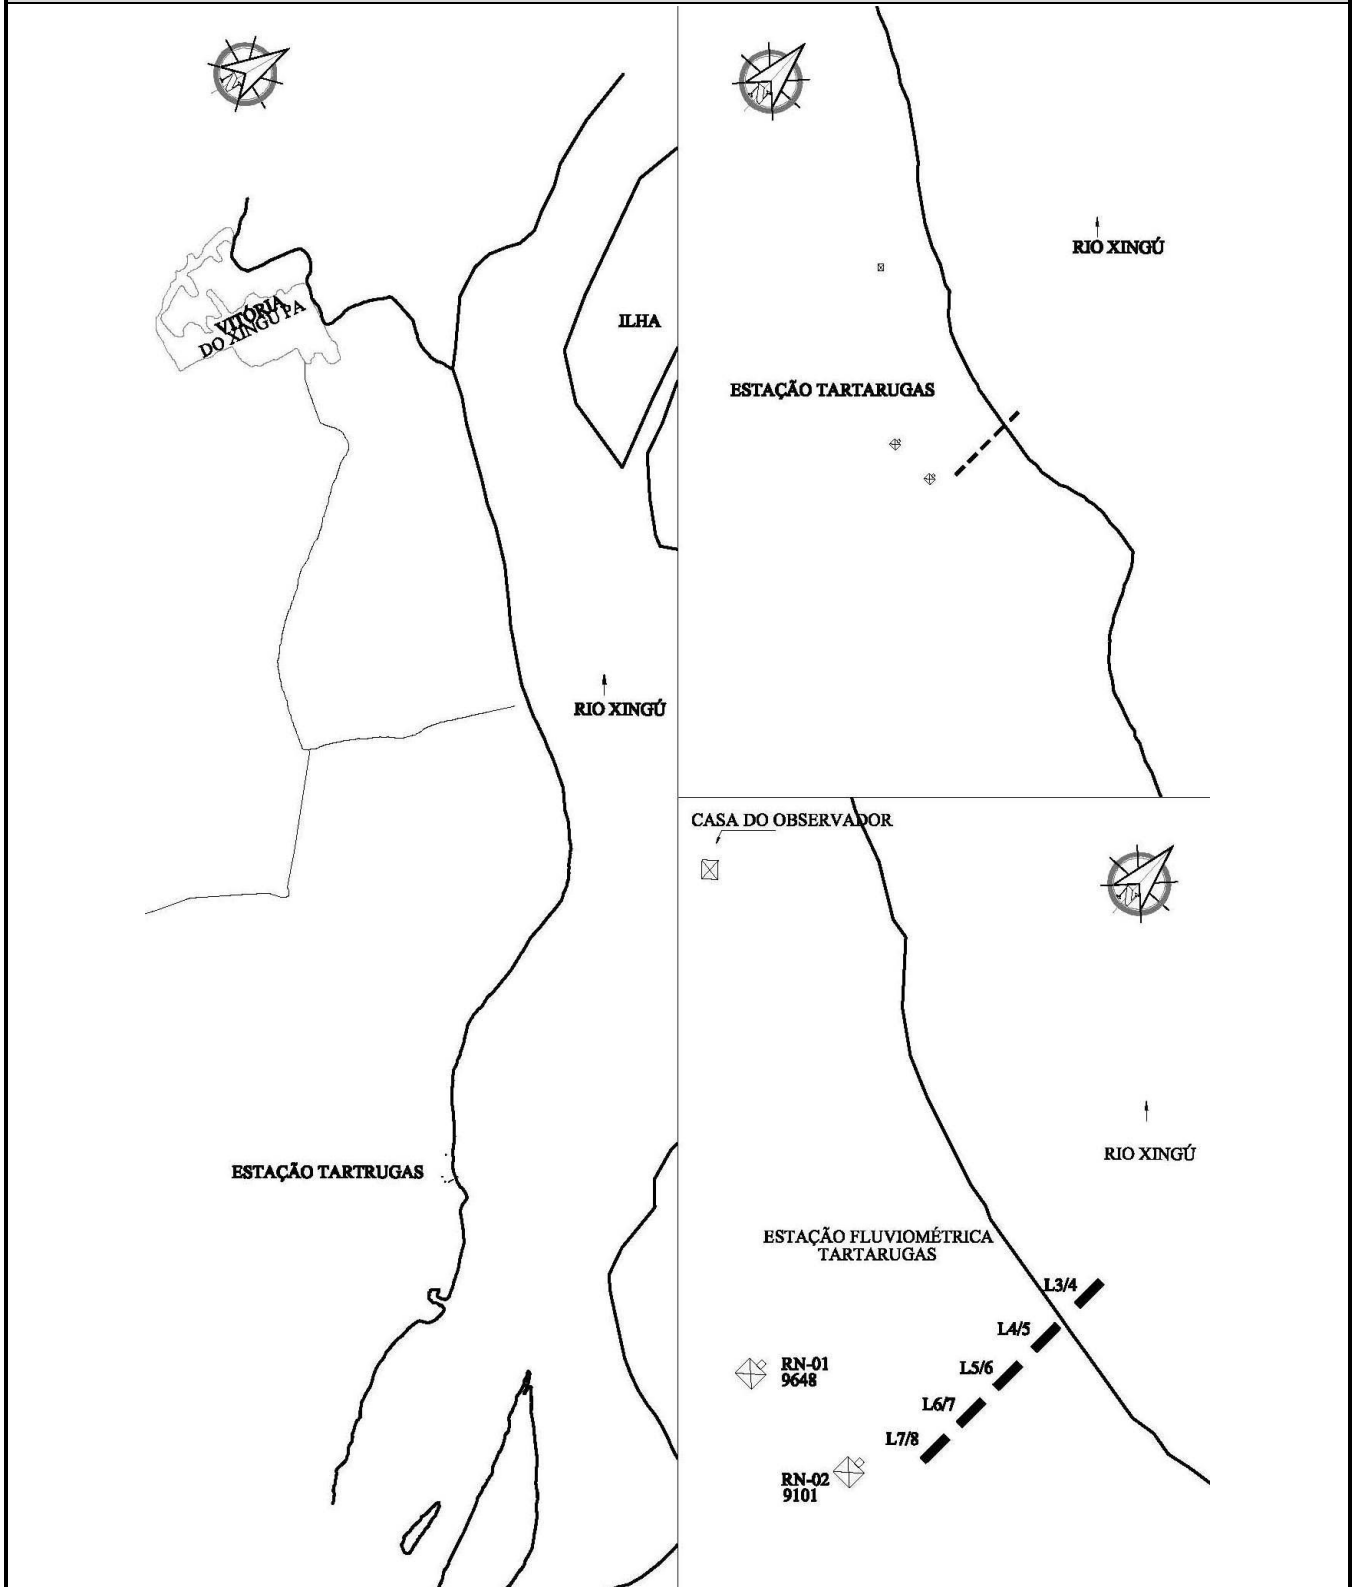 VITÓRIA
DO XINGÚ PA
ILHA
RIO XINGÚ
ESTAÇÃO TARTRUGAS
RIO XINGÚ
ESTAÇÃO TARTARUGAS
CASA DO OBSERVADOR
RIO XINGÚ
ESTAÇÃO FLUVIOMÉTRICA
TARTARUGAS
L3/4
L4/5
L5/6
L6/7
L7/8
RN-01
9648
RN-02
9101